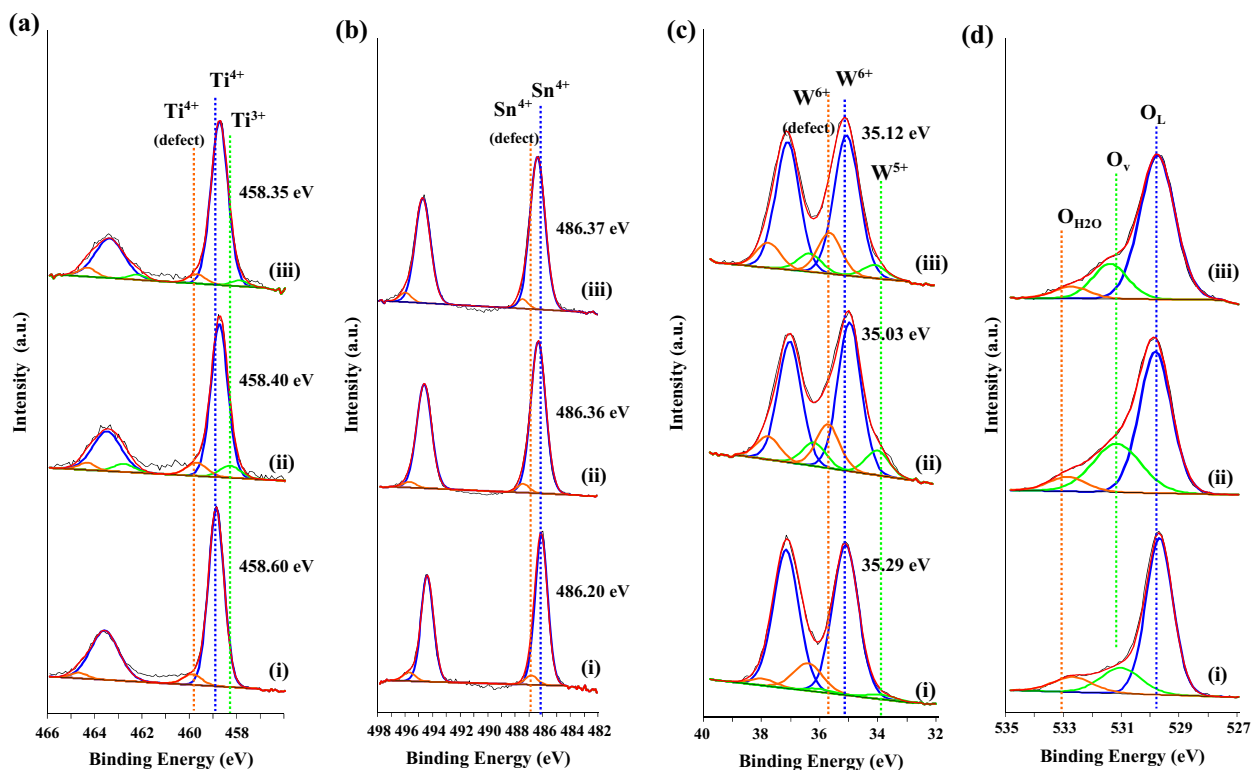 (a)
Ti⁴⁺
Ti⁴⁺
(defect)
Ti³⁺
458.35 eV
(iii)
458.40 eV
(ii)
458.60 eV
(i)
Intensity (a.u.)
466 464 462 460 458
Binding Energy (eV)
(b)
Sn⁴⁺
Sn⁴⁺
(defect)
486.37 eV
(iii)
486.36 eV
(ii)
486.20 eV
(i)
Intensity (a.u.)
498 496 494 492 490 488 486 484 482
Binding Energy (eV)
(c)
W⁶⁺
W⁶⁺
(defect)
35.12 eV
W⁵⁺
(iii)
35.03 eV
(ii)
35.29 eV
(i)
Intensity (a.u.)
40 38 36 34 32
Binding Energy (eV)
(d)
O_L
O_v
O_H2O
(iii)
(ii)
(i)
Intensity (a.u.)
535 533 531 529 527
Binding Energy (eV)